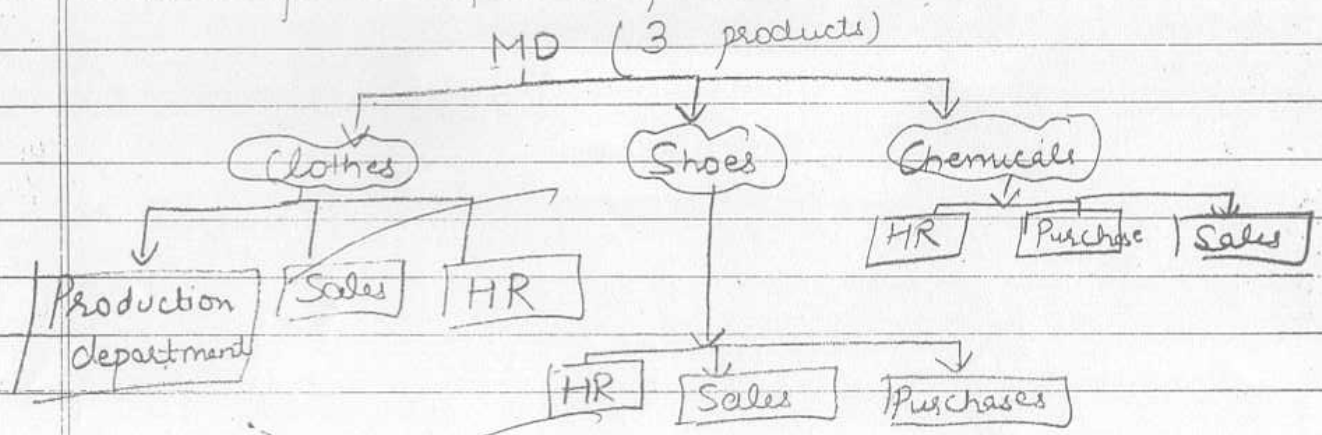 MD (3 products)
Clothes Shoes Chemicals
HR Purchase Sales
Production department Sales HR
HR Sales Purchases